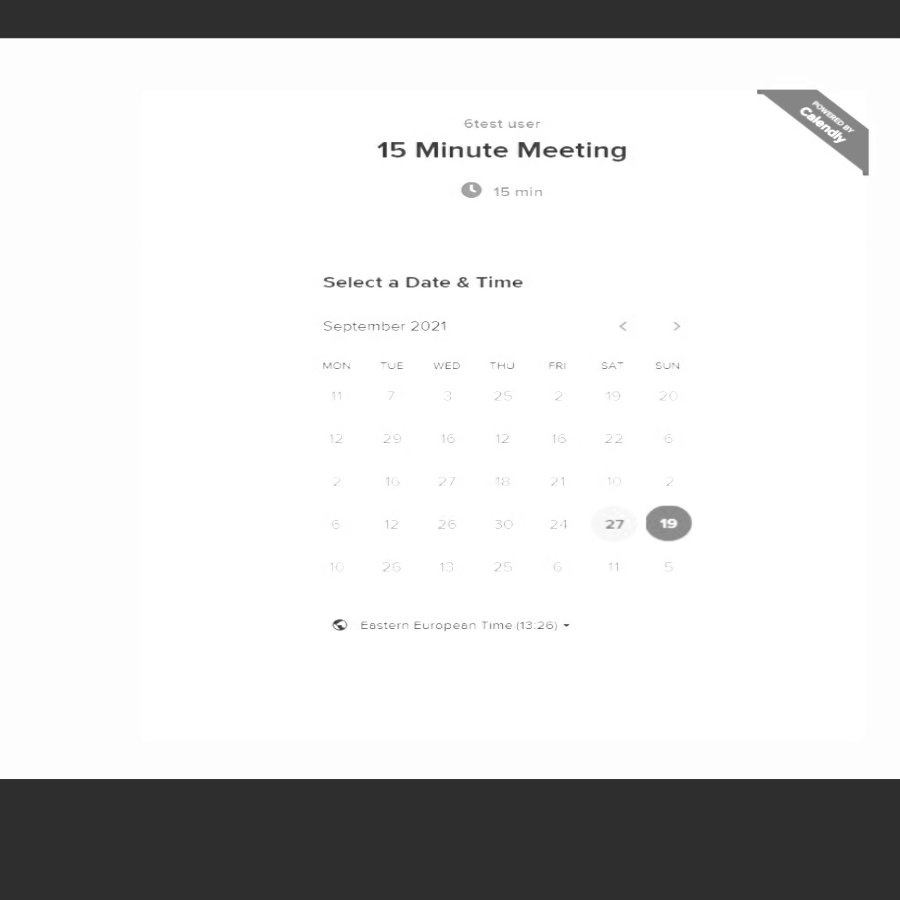 POWERED BY
Calendly
6test user
15 Minute Meeting
15 min
Select a Date & Time
September 2021
< >
MON TUE WED THU FRI SAT SUN
11 7 3 25 2 19 20
12 29 16 12 16 22 6
2 16 27 18 21 10 2
6 12 26 30 24 27 19
10 26 13 25 6 11 5
Eastern European Time (13:26)